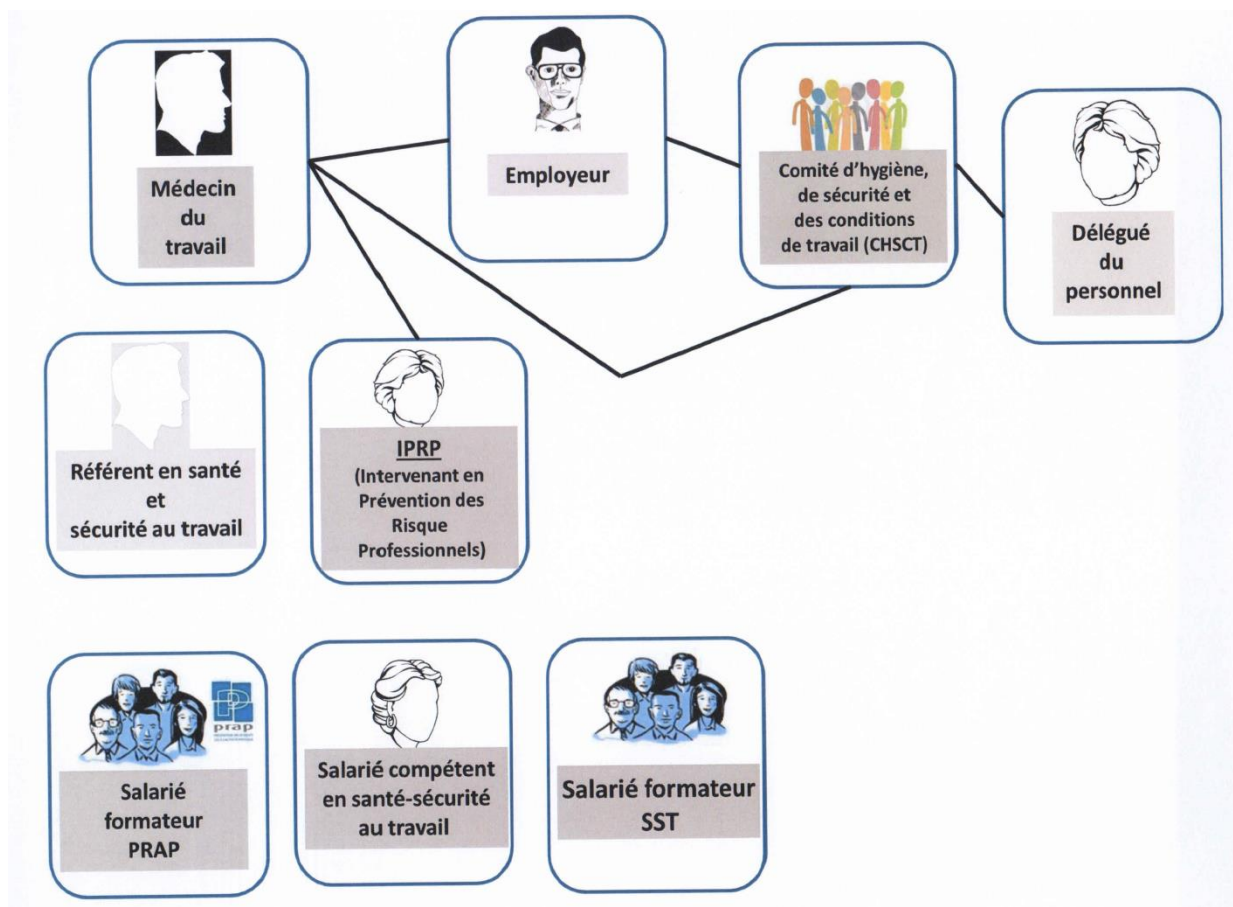 Médecin
du
travail
Employeur
Comité d'hygiène,
de sécurité et
des conditions
de travail (CHSCT)
Délégué
du
personnel
Référent en santé
et
sécurité au travail
IPRP
(Intervenant en
Prévention des
Risque
Professionnels)
prap
Salarié
formateur
PRAP
Salarié compétent
en santé-sécurité
au travail
Salarié formateur
SST